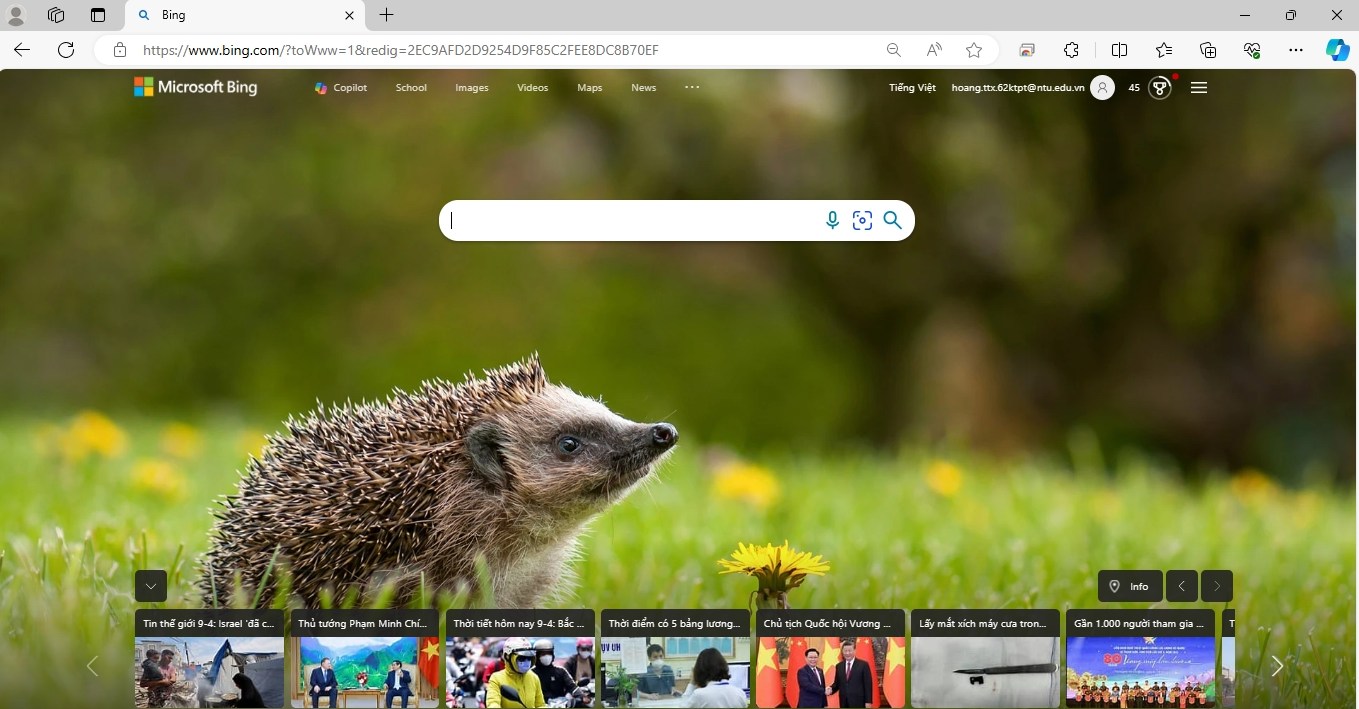 Bing
https://www.bing.com/?toWww=1&redig=2EC9AFD2D9254D9F85C2FEE8DC8B70EF
Microsoft Bing
Copilot School Images Videos Maps News
Tiếng Việt hoang.ttx.62ktpt@ntu.edu.vn 45
Info
Tin thế giới 9-4: Israel 'đã c...
Thủ tướng Phạm Minh Chí...
Thời tiết hôm nay 9-4: Bắc ...
Thời điểm có 5 bảng lương...
Chủ tịch Quốc hội Vương ...
Lấy mắt xích máy cưa tron...
Gần 1.000 người tham gia ...
T